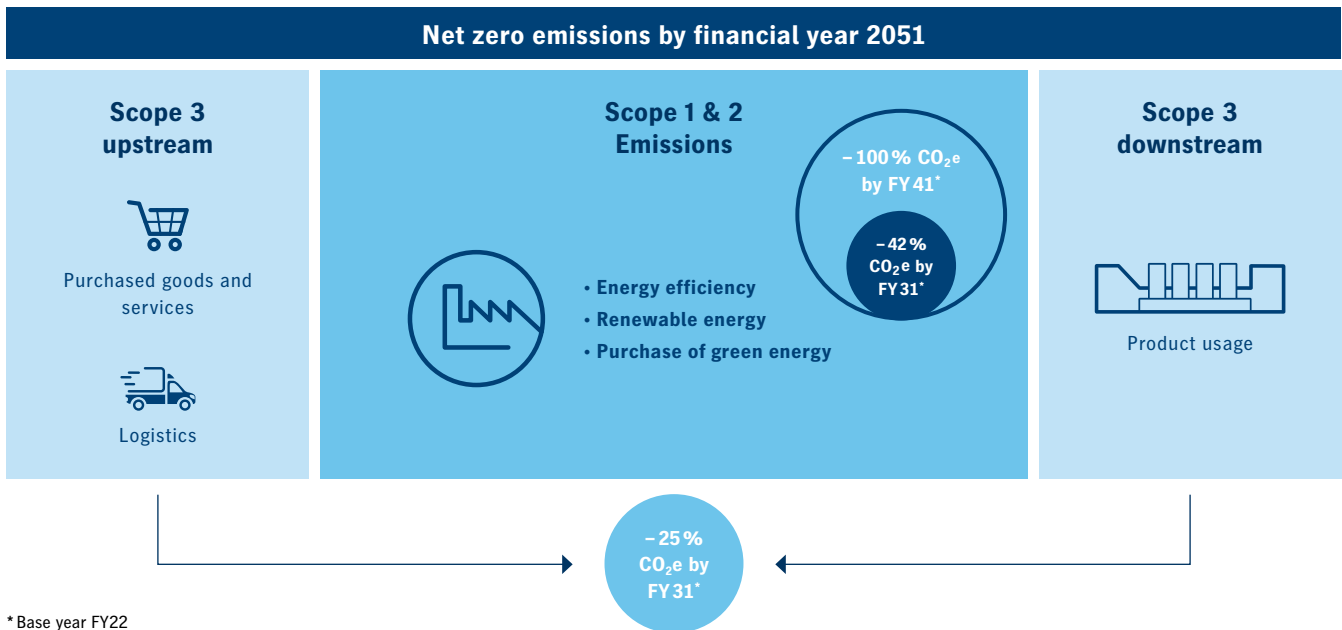 Net zero emissions by financial year 2051
Scope 3
upstream
Purchased goods and
services
Logistics
Scope 1 & 2
Emissions
• Energy efficiency
• Renewable energy
• Purchase of green energy
– 100 % CO₂e
by FY 41*
– 42 %
CO₂e by
FY 31*
Scope 3
downstream
Product usage
– 25 %
CO₂e by
FY 31*
* Base year FY22